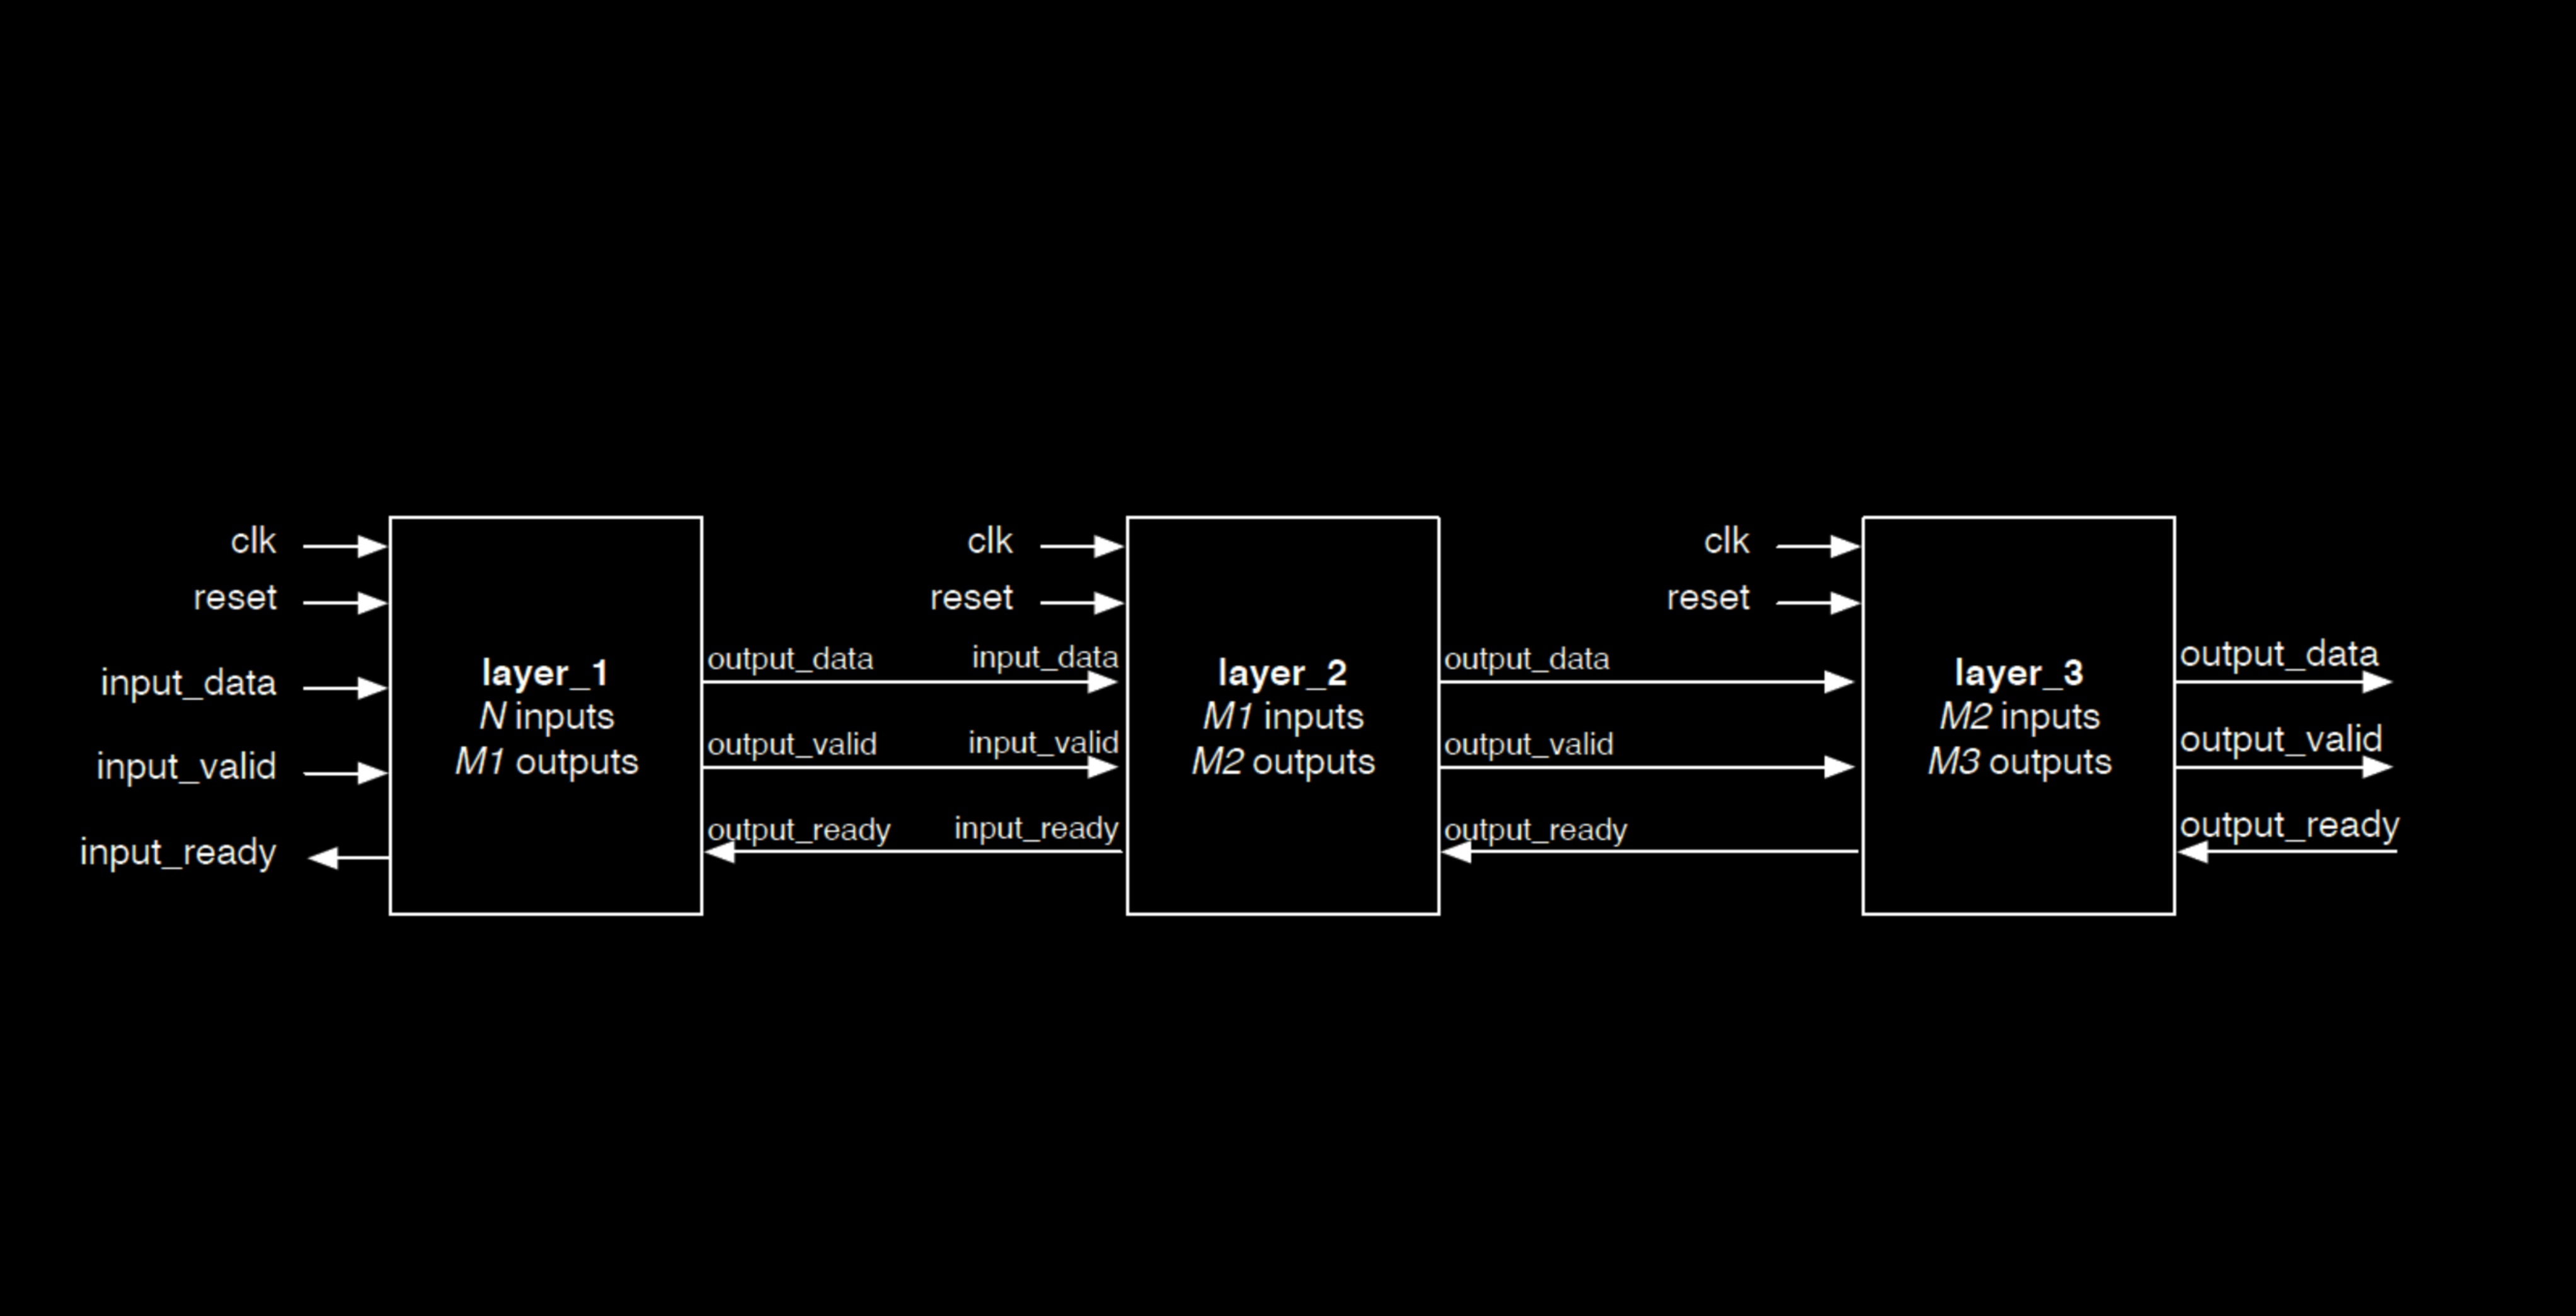 clk
reset
input_data
input_valid
input_ready
layer_1
N inputs
M1 outputs
output_data
output_valid
output_ready
clk
reset
input_data
input_valid
input_ready
layer_2
M1 inputs
M2 outputs
output_data
output_valid
output_ready
clk
reset
layer_3
M2 inputs
M3 outputs
output_data
output_valid
output_ready